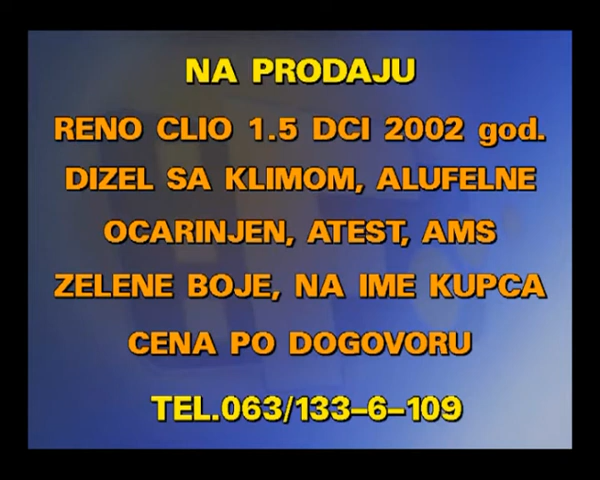 NA PRODAJU
RENO CLIO 1.5 DCI 2002 god.
DIZEL SA KLIMOM, ALUFELNE
OCARINJEN, ATEST, AMS
ZELENE BOJE, NA IME KUPCA
CENA PO DOGOVORU
TEL.063/133-6-109